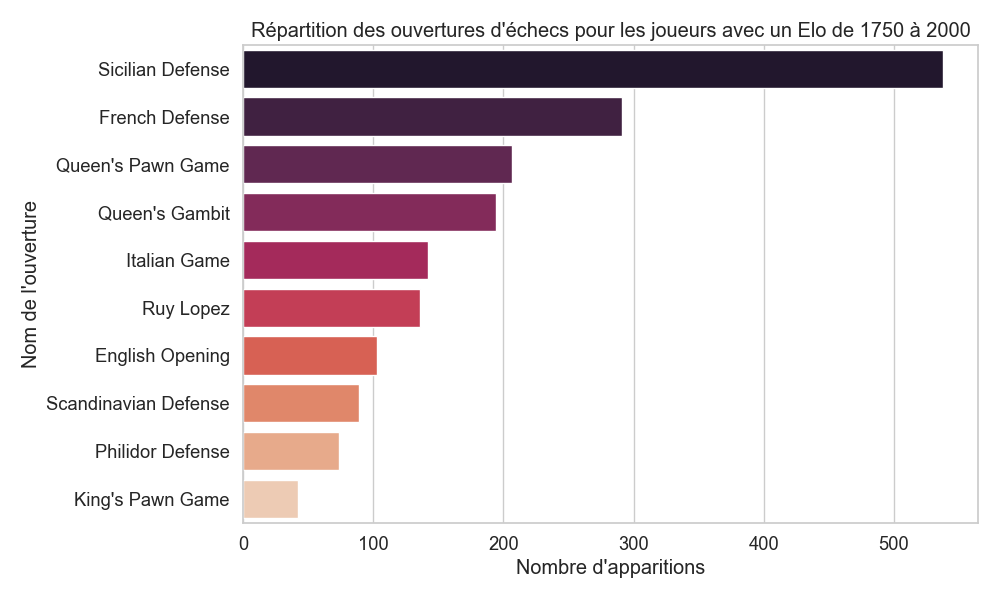 Répartition des ouvertures d'échecs pour les joueurs avec un Elo de 1750 à 2000
Nom de l'ouverture
Sicilian Defense
French Defense
Queen's Pawn Game
Queen's Gambit
Italian Game
Ruy Lopez
English Opening
Scandinavian Defense
Philidor Defense
King's Pawn Game
0 100 200 300 400 500
Nombre d'apparitions